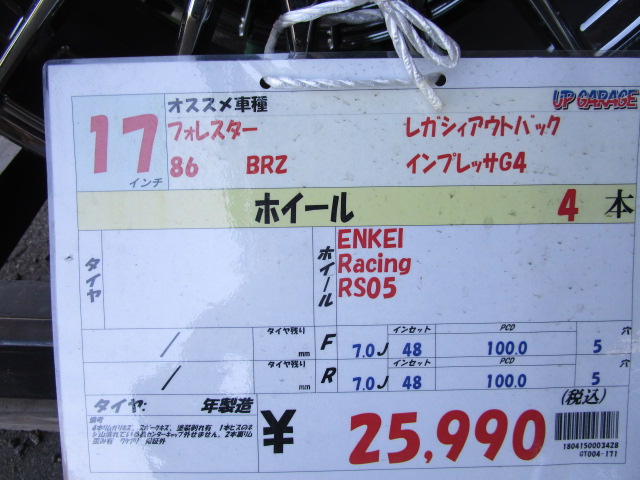 オススメ車種
UP GARAGE
17
インチ
フォレスター レガシィアウトバック
86 BRZ インプレッサG4
ホイール 4 本
タイヤ
ホイール
ENKEI
Racing
RS05
タイヤ残り インセット PCD 穴
/ mm F 7.0 J 48 100.0 5
タイヤ残り インセット PCD 穴
/ mm R 7.0 J 48 100.0 5
タイヤ: 年製造
¥ 25,990 (税込)
備考
1804150003428
GT004-171